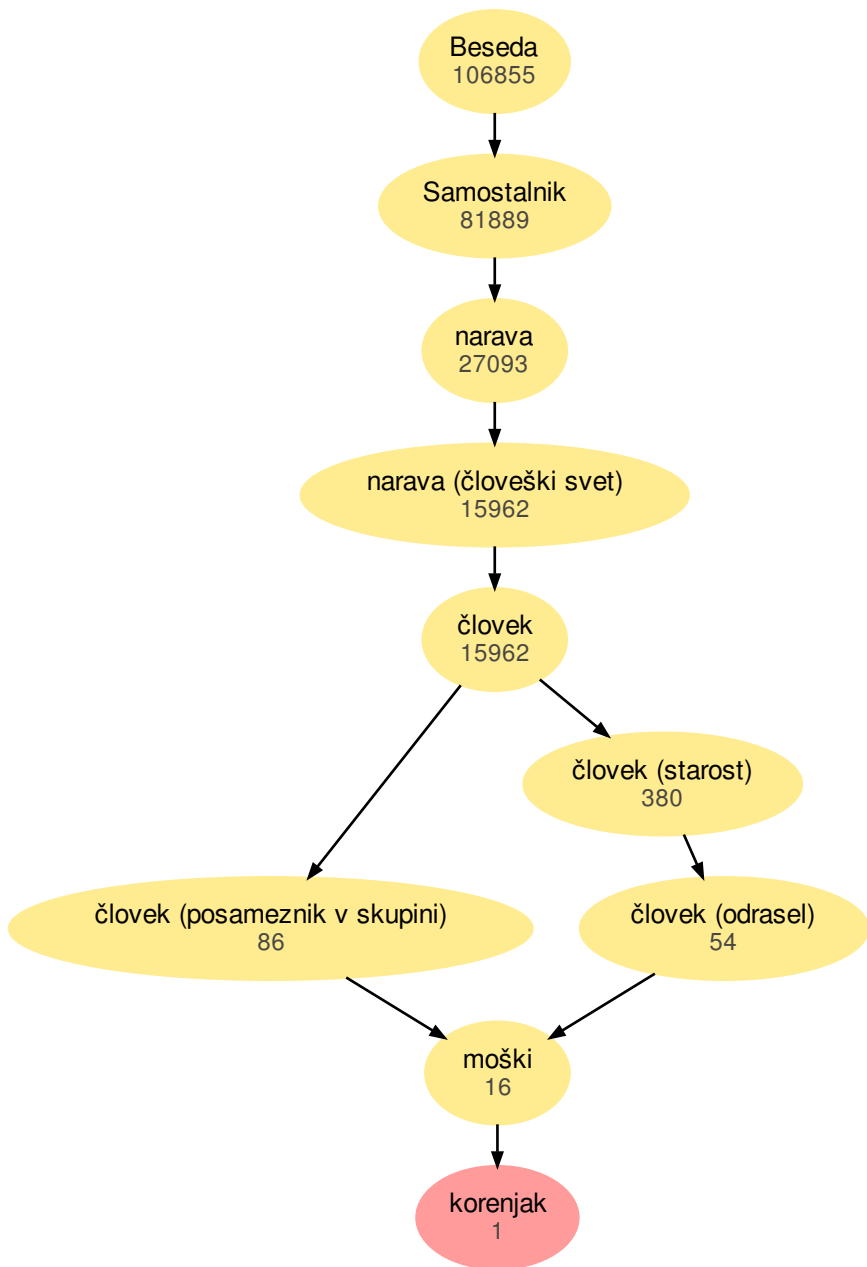 Beseda
106855
Samostalnik
81889
narava
27093
narava (človeški svet)
15962
človek
15962
človek (starost)
380
človek (posameznik v skupini)
86
človek (odrasel)
54
moški
16
korenjak
1